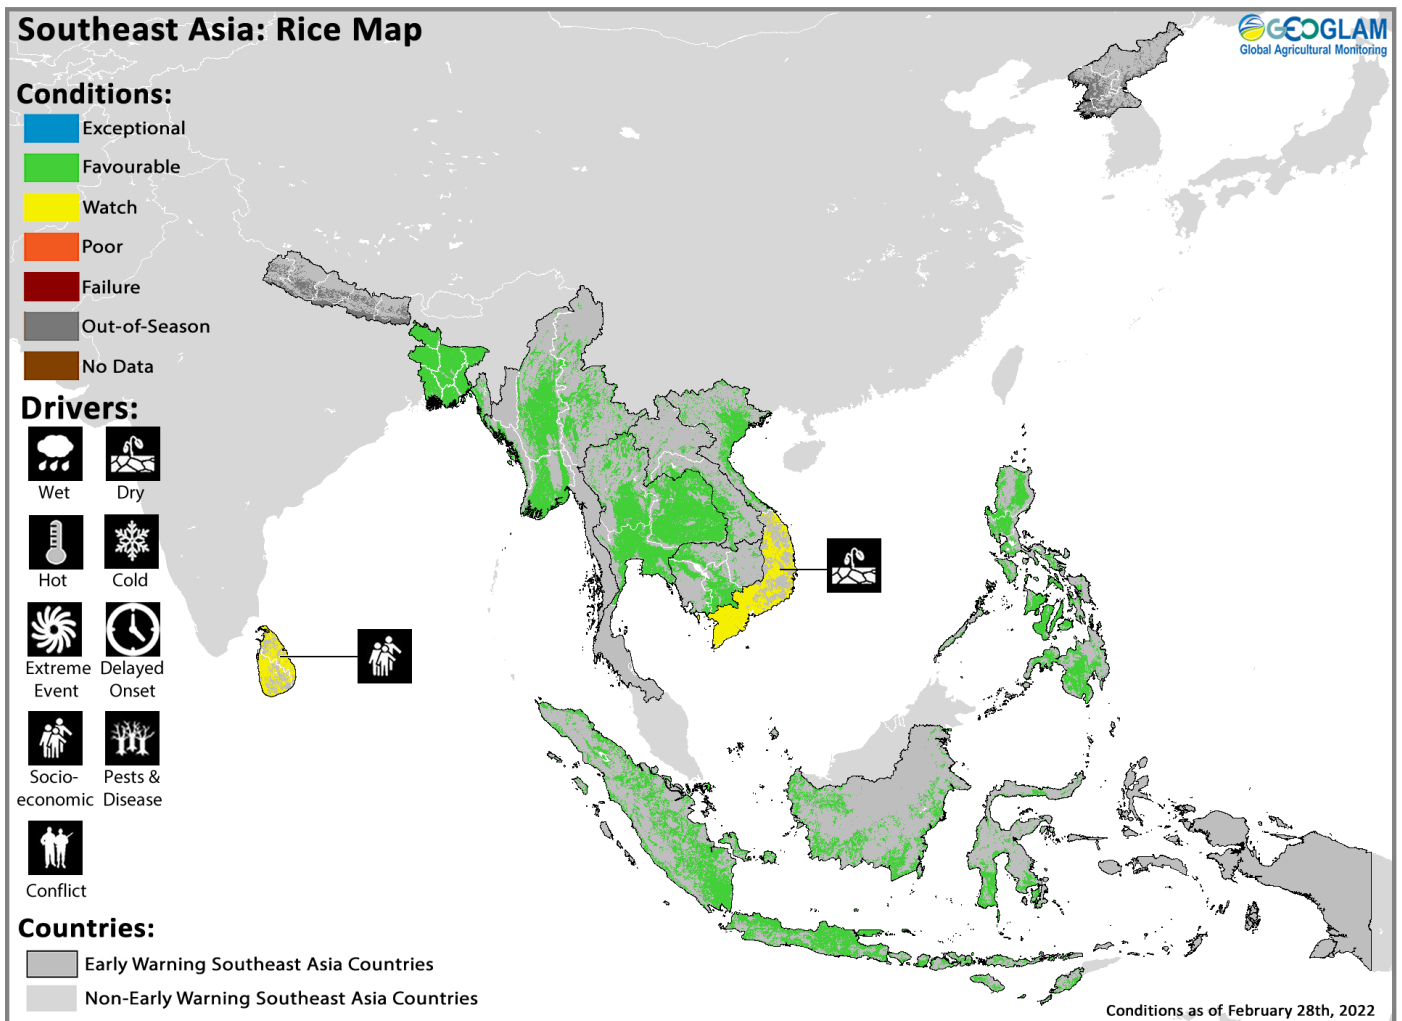 Southeast Asia: Rice Map
GEOGLAM
Global Agricultural Monitoring
Conditions:
Exceptional
Favourable
Watch
Poor
Failure
Out-of-Season
No Data
Drivers:
Wet
Dry
Hot
Cold
Extreme
Event
Delayed
Onset
Socio-
economic
Pests &
Disease
Conflict
Countries:
Early Warning Southeast Asia Countries
Non-Early Warning Southeast Asia Countries
Conditions as of February 28th, 2022